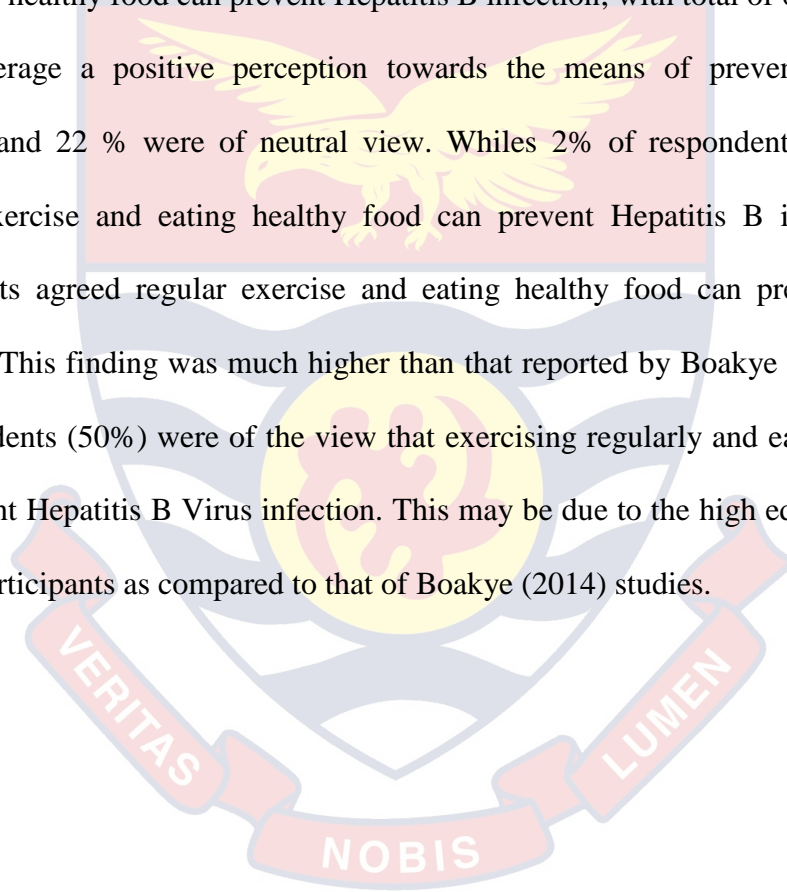 healthy food can prevent Hepatitis B infection, with total of
erage a positive perception towards the means of preven
and 22 % were of neutral view. Whiles 2% of respondent
xercise and eating healthy food can prevent Hepatitis B i
ts agreed regular exercise and eating healthy food can pre
This finding was much higher than that reported by Boakye
dents (50%) were of the view that exercising regularly and ea
nt Hepatitis B Virus infection. This may be due to the high ed
articipants as compared to that of Boakye (2014) studies.
VERITAS
NOBIS
LUMEN